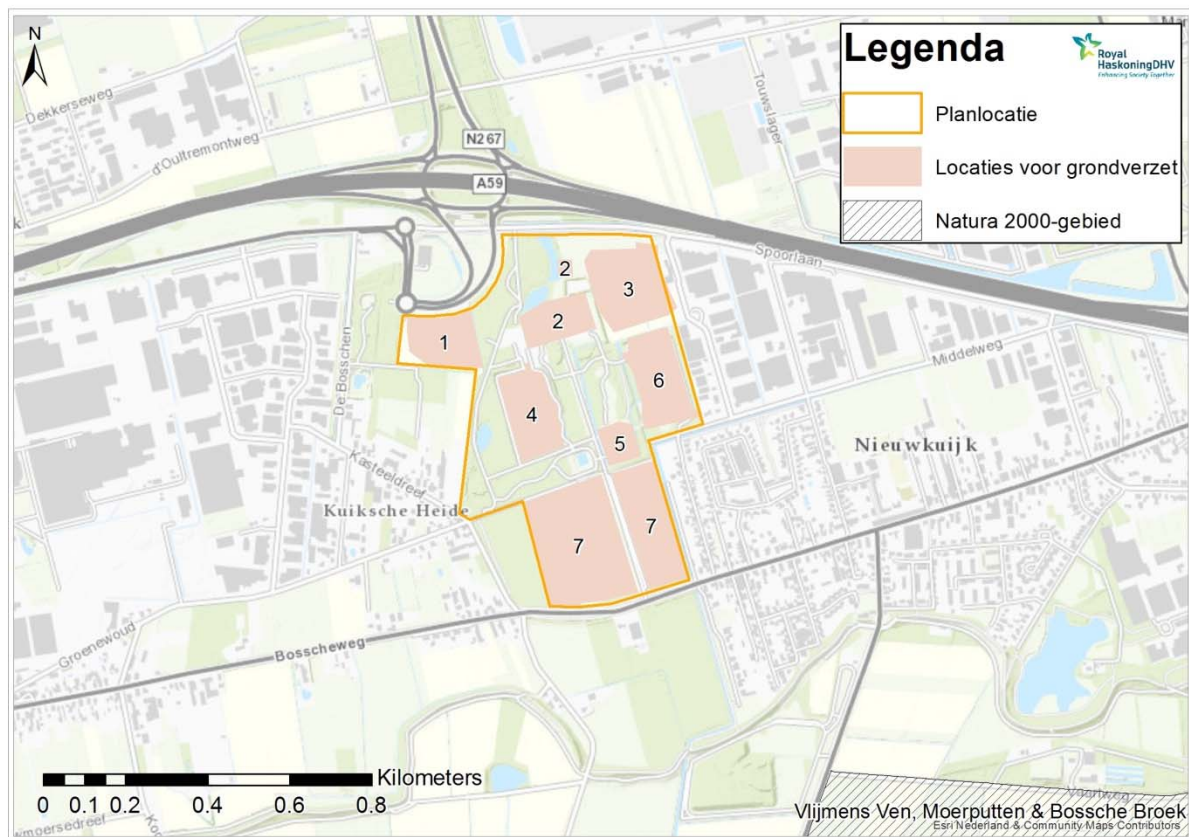 N
Legenda
Royal
HaskoningDHV
Enhancing Society Together
Planlocatie
Locaties voor grondverzet
Natura 2000-gebied
Dekkerseweg
d'Oultremontweg
Touwslager
N267
A59
Spoorlaan
Middelweg
De Bosschen
Kasteeldreef
Kuiksche Heide
Nieuwkuijk
1
2
2
3
4
5
6
7
7
Groenewoud
Bosscheweg
Voorweg
Kilometers
0 0.1 0.2 0.4 0.6 0.8
Vlijmens Ven, Moerputten & Bossche Broek
Esri Nederland & Community Maps Contributors